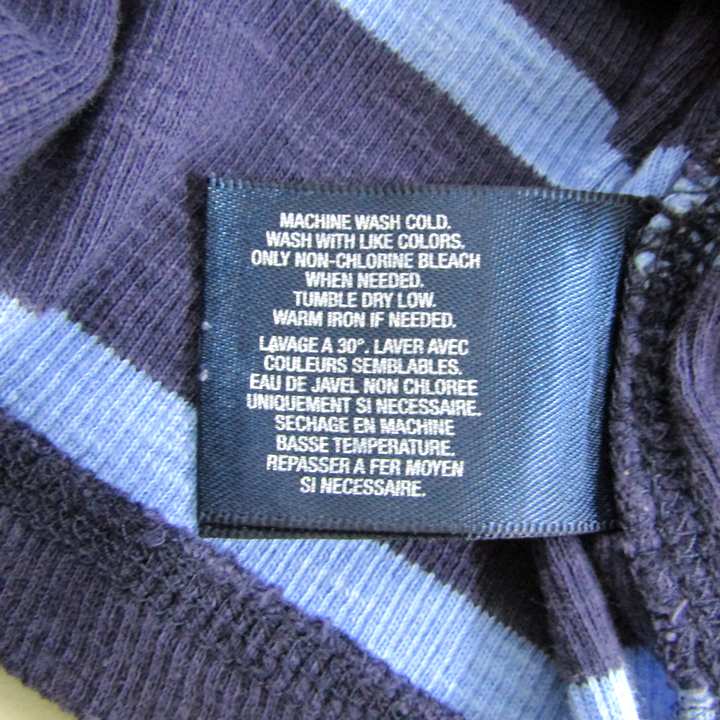 MACHINE WASH COLD.
WASH WITH LIKE COLORS.
ONLY NON-CHLORINE BLEACH
WHEN NEEDED.
TUMBLE DRY LOW.
WARM IRON IF NEEDED.
LAVAGE A 30°. LAVER AVEC
COULEURS SEMBLABLES.
EAU DE JAVEL NON CHLOREE
UNIQUEMENT SI NECESSAIRE.
SECHAGE EN MACHINE
BASSE TEMPERATURE.
REPASSER A FER MOYEN
SI NECESSAIRE.